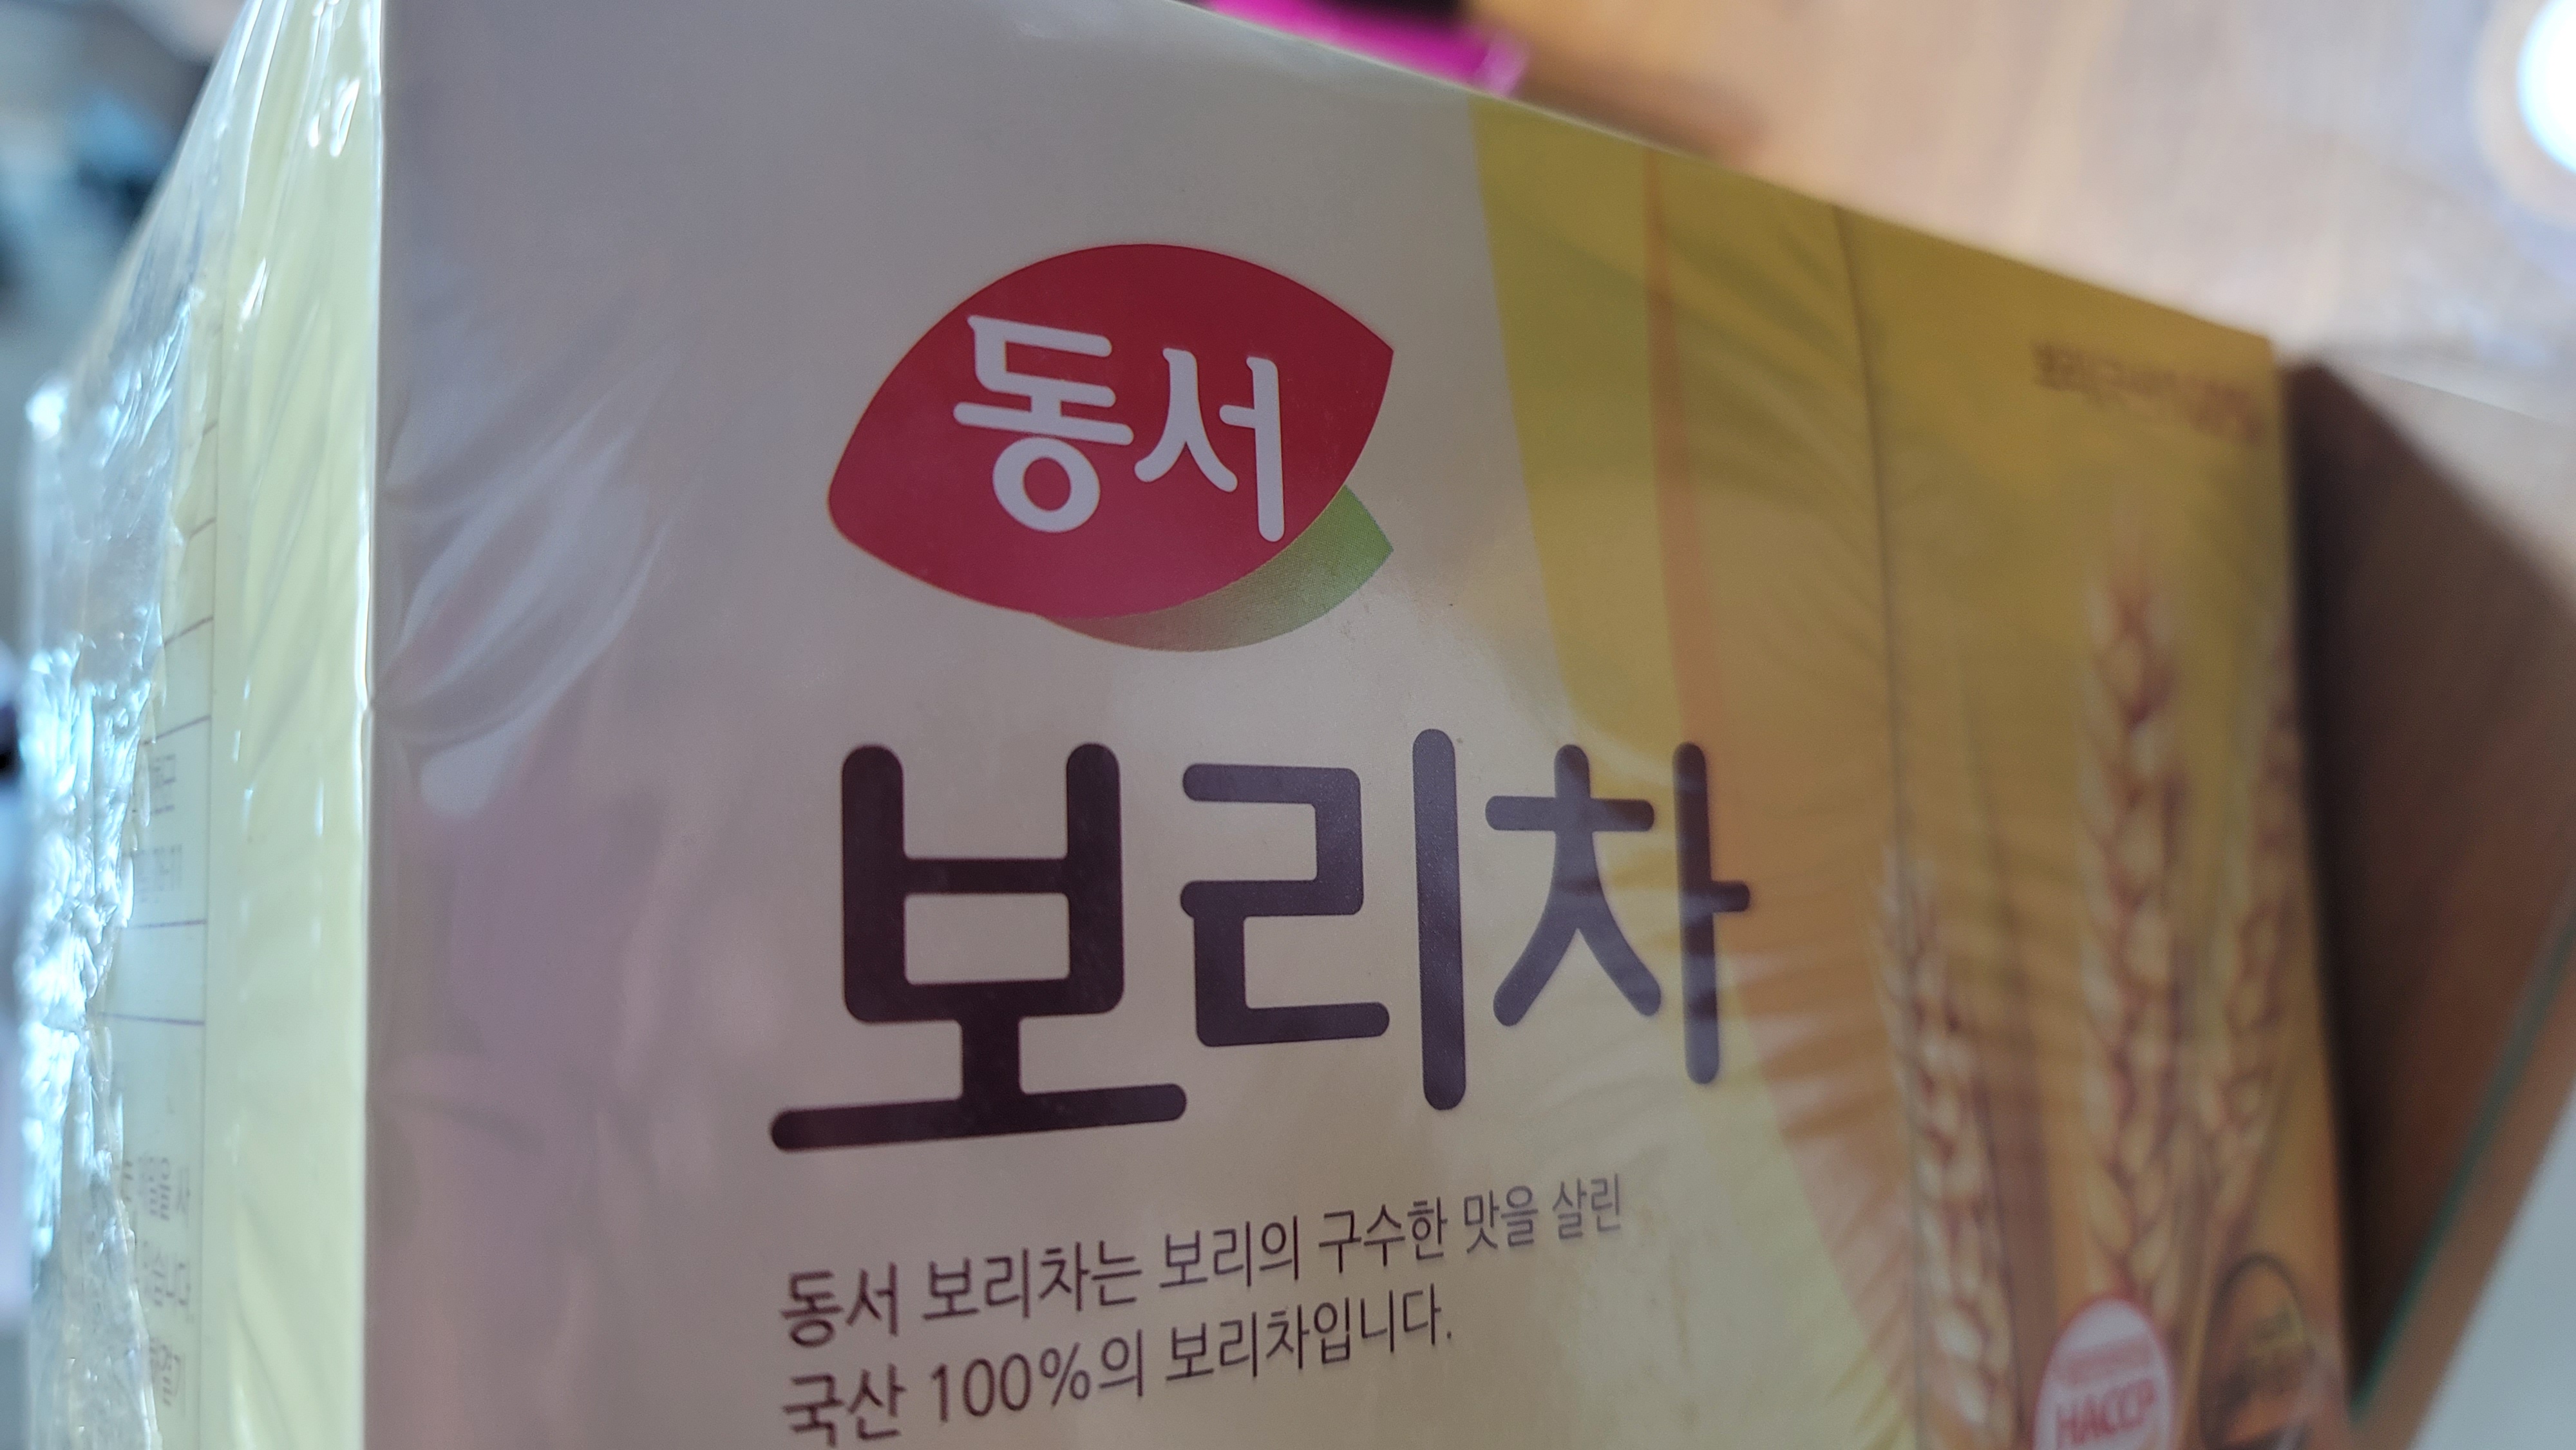 동서
보리차
동서 보리차는 보리의 구수한 맛을 살린
국산 100%의 보리차입니다.
HACCP